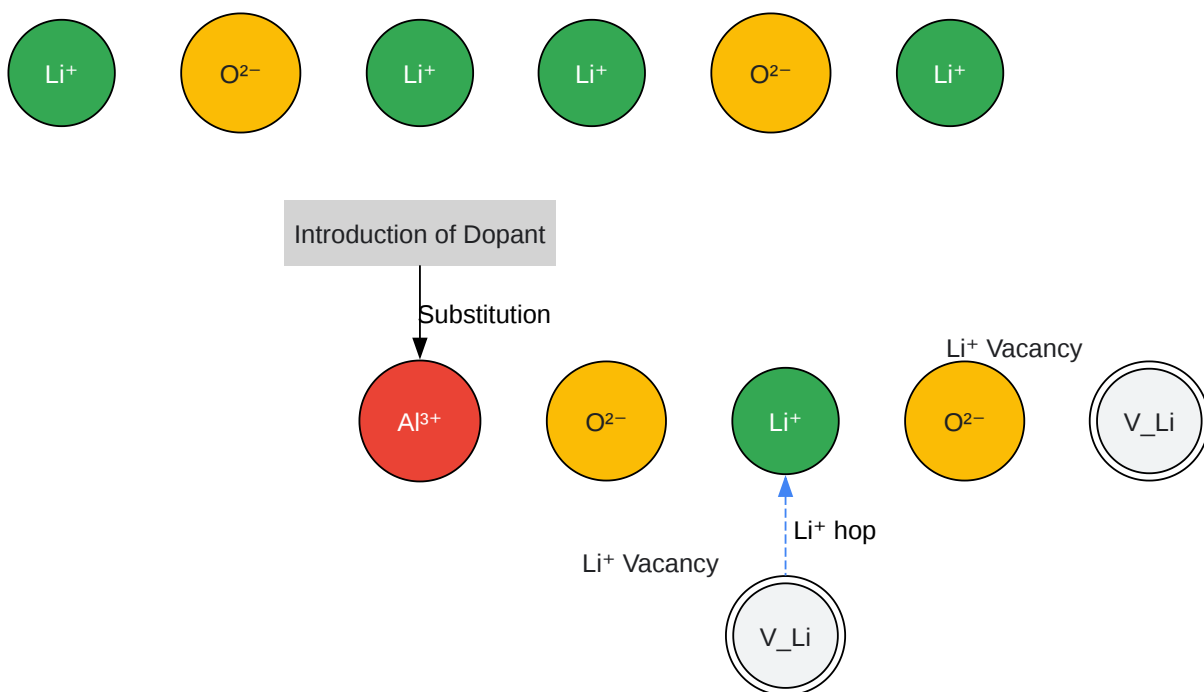 Li⁺
O²⁻
Li⁺
Li⁺
O²⁻
Li⁺
Introduction of Dopant
Substitution
Li⁺ Vacancy
Al³⁺
O²⁻
Li⁺
O²⁻
V_Li
Li⁺ hop
Li⁺ Vacancy
V_Li